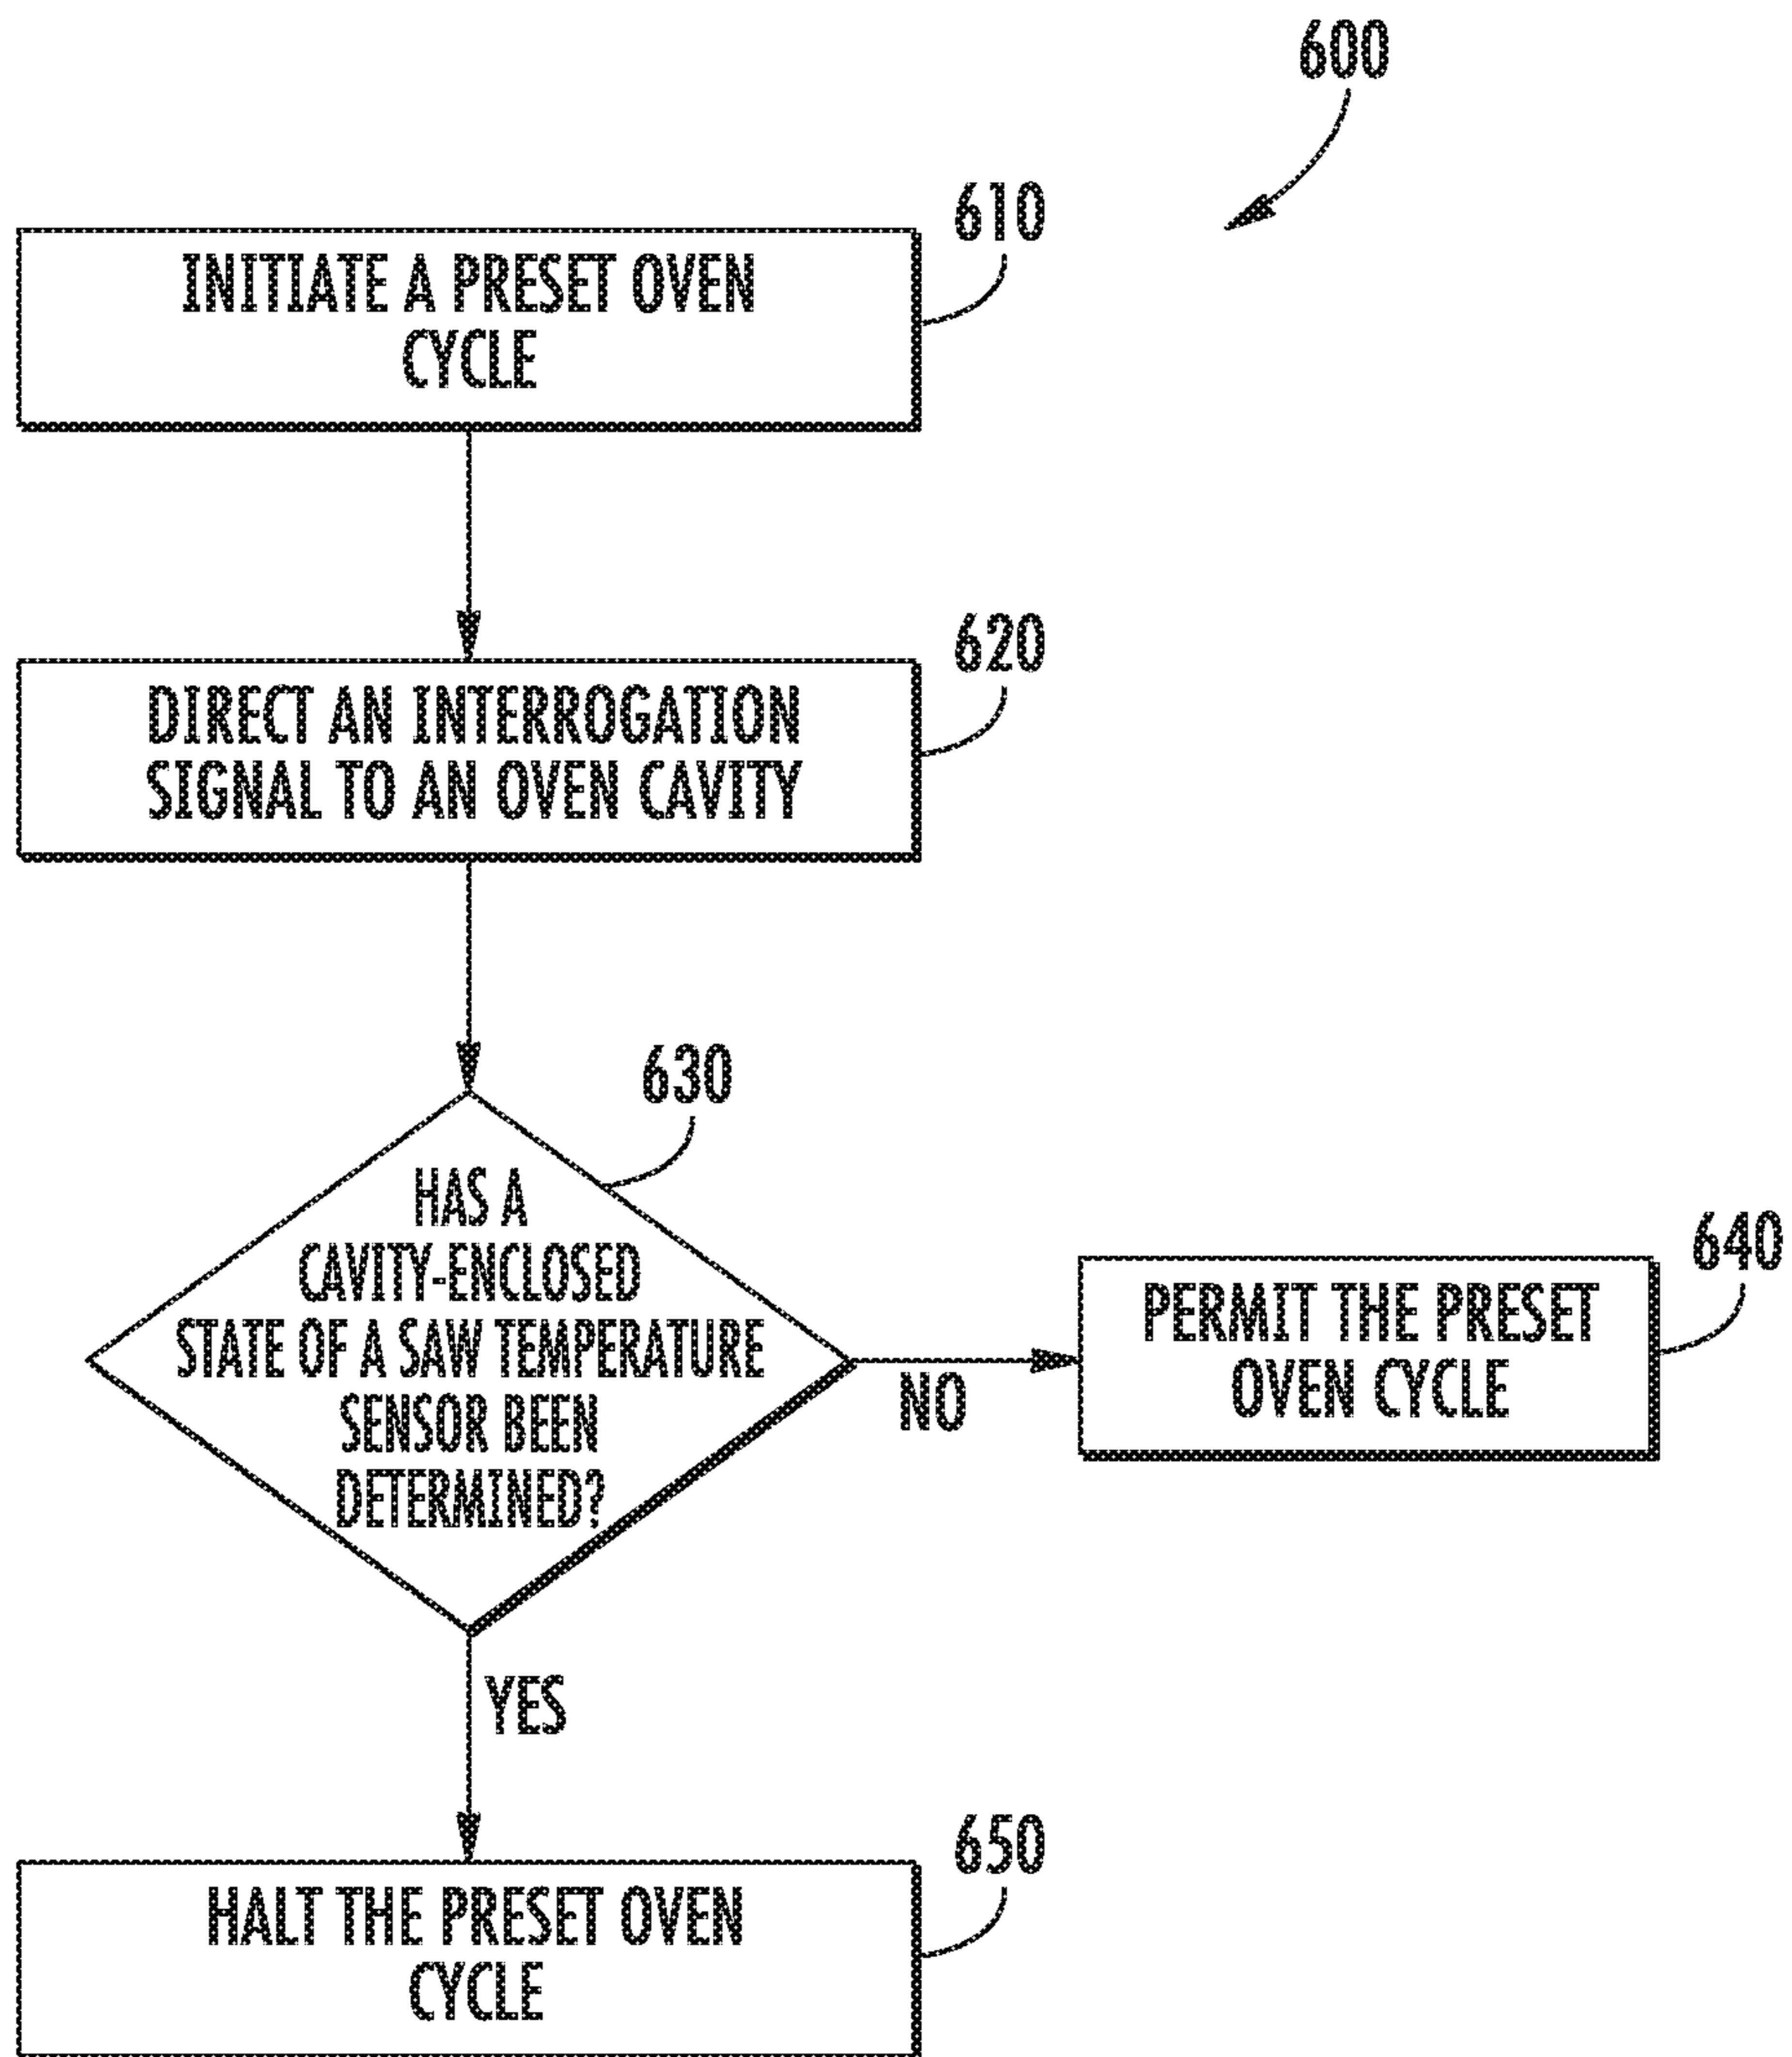 600
610
INITIATE A PRESET OVEN
CYCLE
620
DIRECT AN INTERROGATION
SIGNAL TO AN OVEN CAVITY
630
HAS A
CAVITY-ENCLOSED
STATE OF A SAW TEMPERATURE
SENSOR BEEN
DETERMINED?
640
PERMIT THE PRESET
OVEN CYCLE
NO
YES
650
HALT THE PRESET OVEN
CYCLE